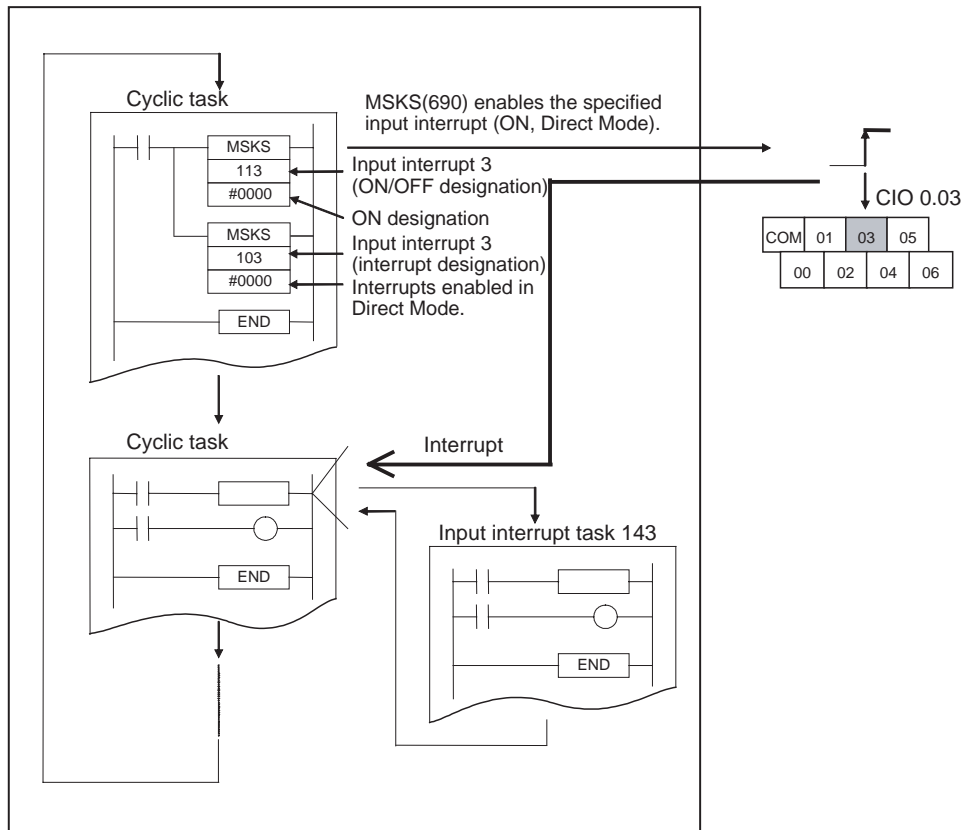 Cyclic task
MSKS(690) enables the specified
input interrupt (ON, Direct Mode).
MSKS
113
#0000
Input interrupt 3
(ON/OFF designation)
ON designation
MSKS
103
#0000
Input interrupt 3
(interrupt designation)
Interrupts enabled in
Direct Mode.
END
CIO 0.03
COM 01 03 05
00 02 04 06
Cyclic task
Interrupt
END
Input interrupt task 143
END